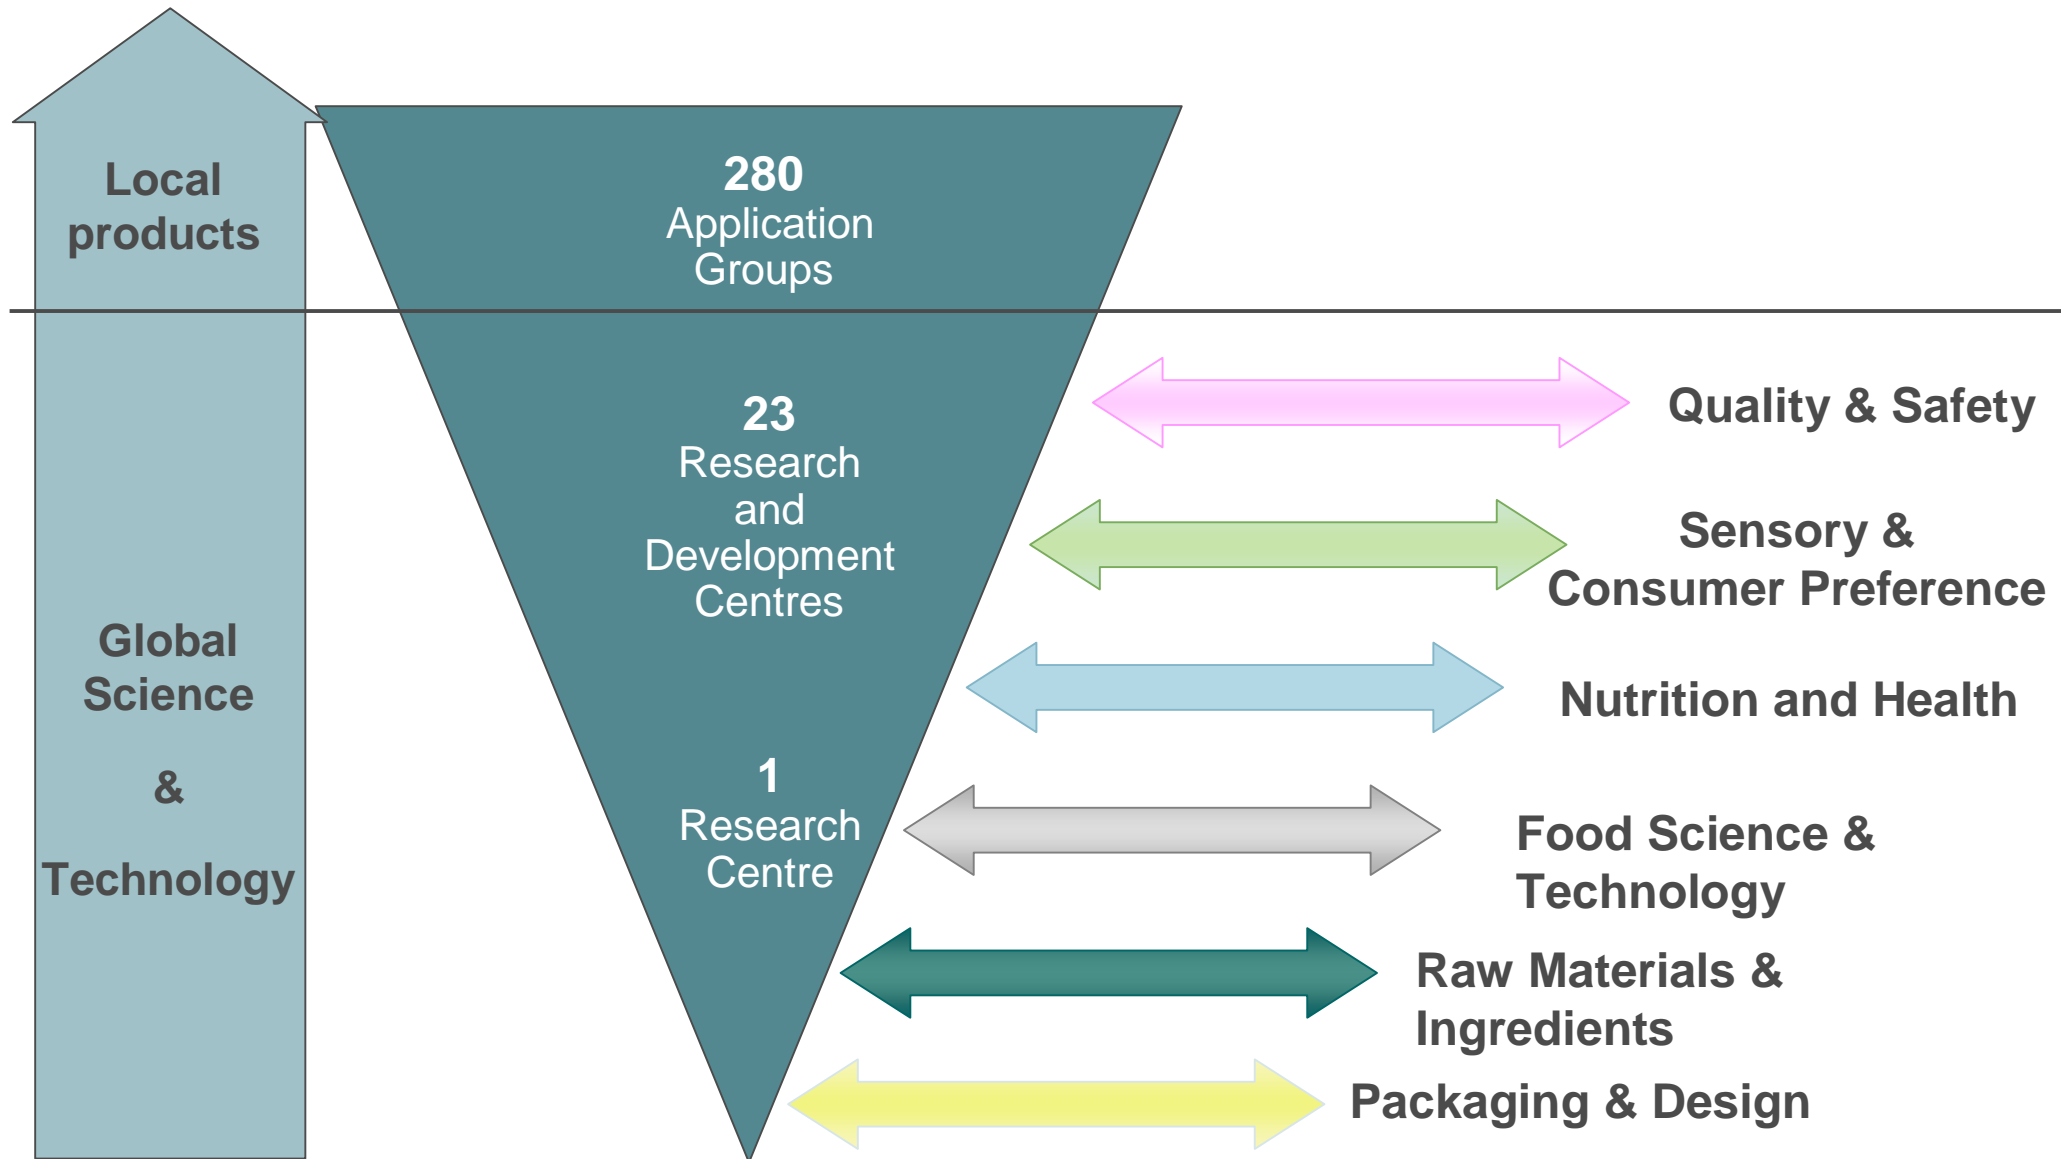 Local
products
280
Application
Groups
23
Research
and
Development
Centres
1
Research
Centre
Global
Science
&
Technology
Quality & Safety
Sensory &
Consumer Preference
Nutrition and Health
Food Science &
Technology
Raw Materials &
Ingredients
Packaging & Design